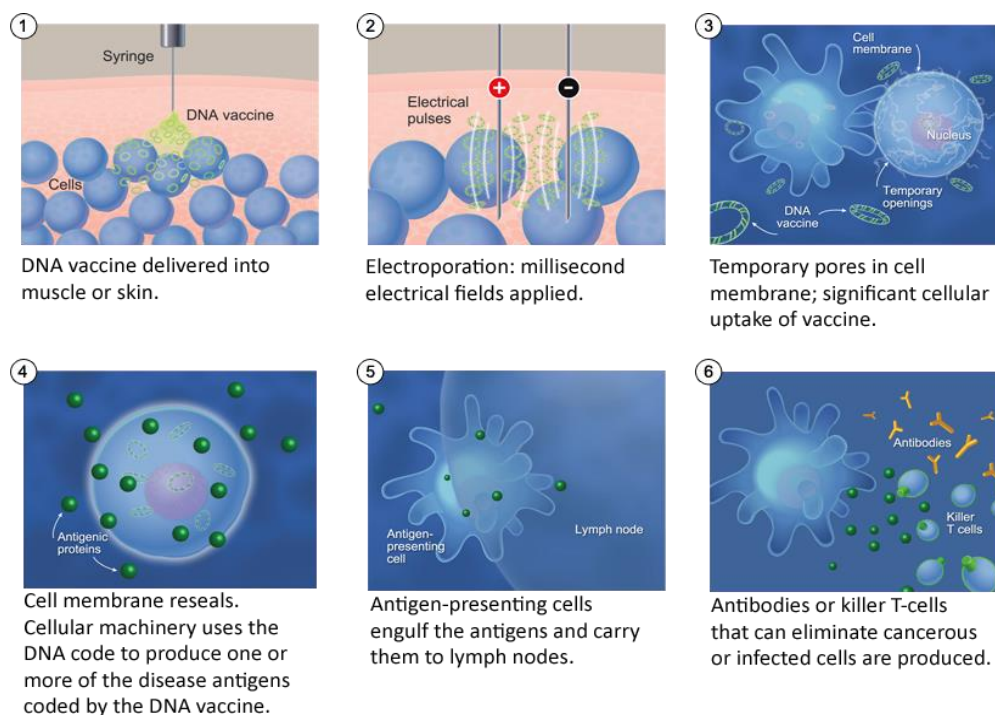 1
Syringe
DNA vaccine
Cells
DNA vaccine delivered into
muscle or skin.
2
+
-
Electrical
pulses
Electroporation: millisecond
electrical fields applied.
3
Cell
membrane
Nucleus
Temporary
openings
DNA
vaccine
Temporary pores in cell
membrane; significant cellular
uptake of vaccine.
4
Antigenic
proteins
Cell membrane reseals.
Cellular machinery uses the
DNA code to produce one or
more of the disease antigens
coded by the DNA vaccine.
5
Antigen-
presenting
cell
Lymph node
Antigen-presenting cells
engulf the antigens and carry
them to lymph nodes.
6
Antibodies
Killer
T cells
Antibodies or killer T-cells
that can eliminate cancerous
or infected cells are produced.